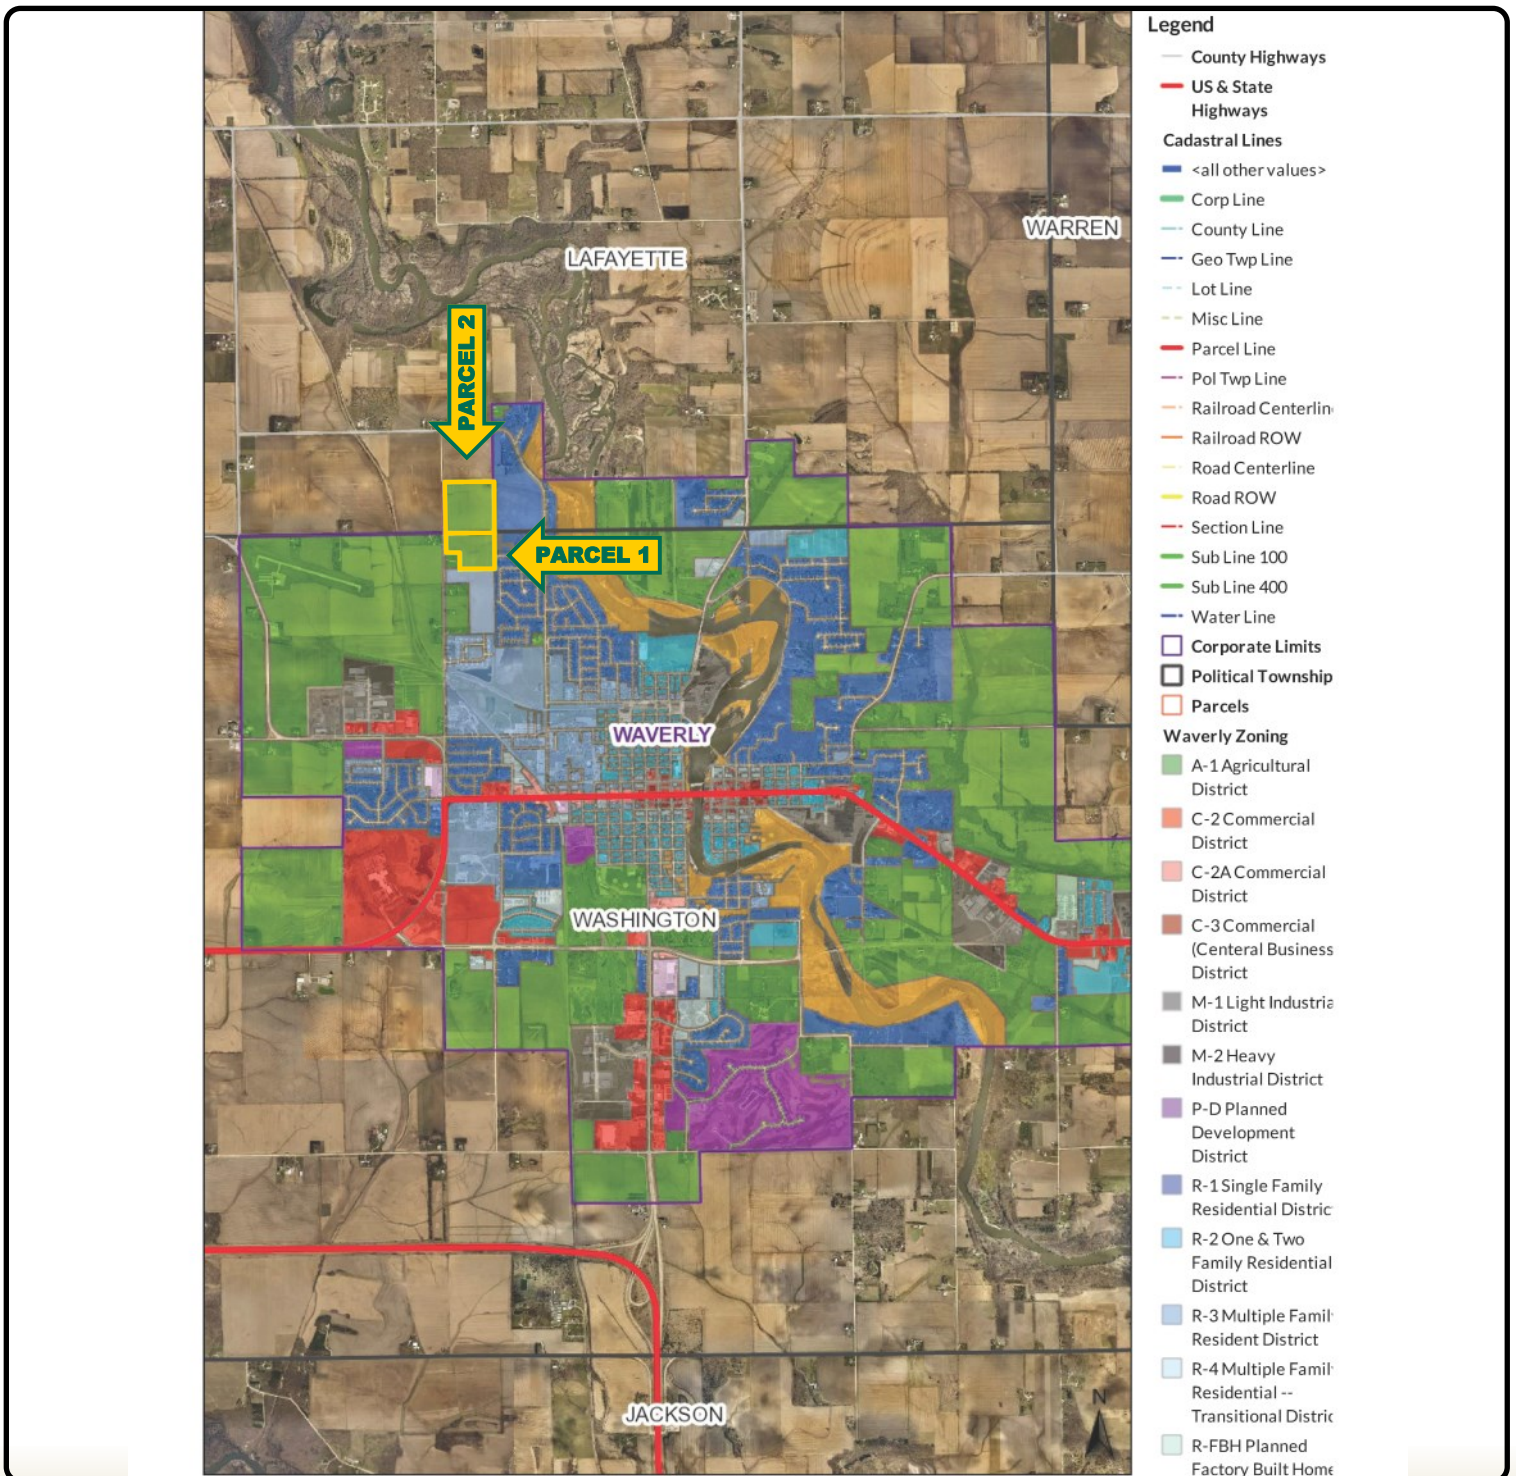 WARREN
LAFAYETTE
PARCEL 2
PARCEL 1
WAVERLY
WASHINGTON
JACKSON
N
Legend
County Highways
US & State
Highways
Cadastral Lines
<all other values>
Corp Line
County Line
Geo Twp Line
Lot Line
Misc Line
Parcel Line
Pol Twp Line
Railroad Centerlin
Railroad ROW
Road Centerline
Road ROW
Section Line
Sub Line 100
Sub Line 400
Water Line
Corporate Limits
Political Township
Parcels
Waverly Zoning
A-1 Agricultural
District
C-2 Commercial
District
C-2A Commercial
District
C-3 Commercial
(Centeral Business
District
M-1 Light Industria
District
M-2 Heavy
Industrial District
P-D Planned
Development
District
R-1 Single Family
Residential Distric
R-2 One & Two
Family Residential
District
R-3 Multiple Famil
Resident District
R-4 Multiple Famil
Residential --
Transitional Distric
R-FBH Planned
Factory Built Home